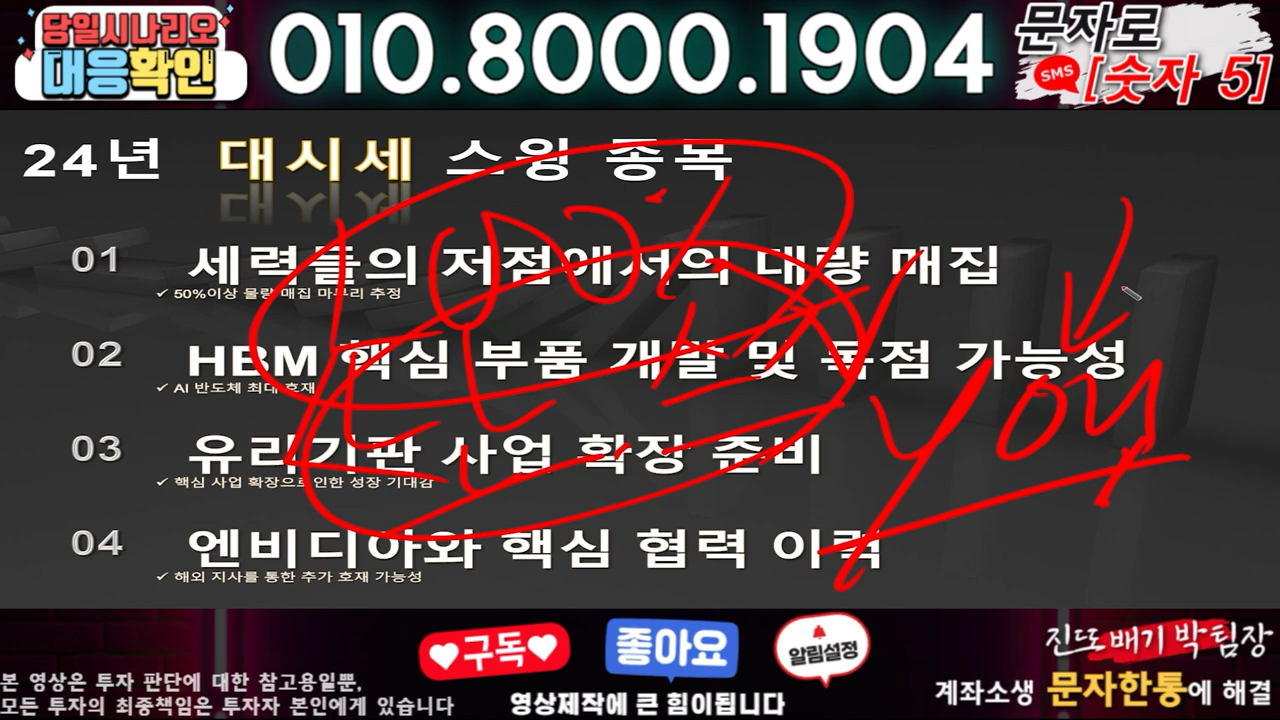 당일시나리오
대응확인
010.8000.1904
문자로
SMS
[숫자 5]
24년 대시세 스윙 종목
01 세력들의 저점에서의 대량 매집
✓ 50%이상 물량 매집 마무리 추정
02 HBM 핵심 부품 개발 및 독점 가능성
✓ AI 반도체 최대 호재
03 유리기판 사업 확장 준비
✓ 핵심 사업 확장으로 인한 성장 기대감
04 엔비디아와 핵심 협력 이력
✓ 해외 지사를 통한 추가 호재 가능성
구독
좋아요
알림설정
영상제작에 큰 힘이됩니다
본 영상은 투자 판단에 대한 참고용일뿐,
모든 투자의 최종책임은 투자자 본인에게 있습니다
진또배기 박팀장
계좌소생 문자한통에 해결